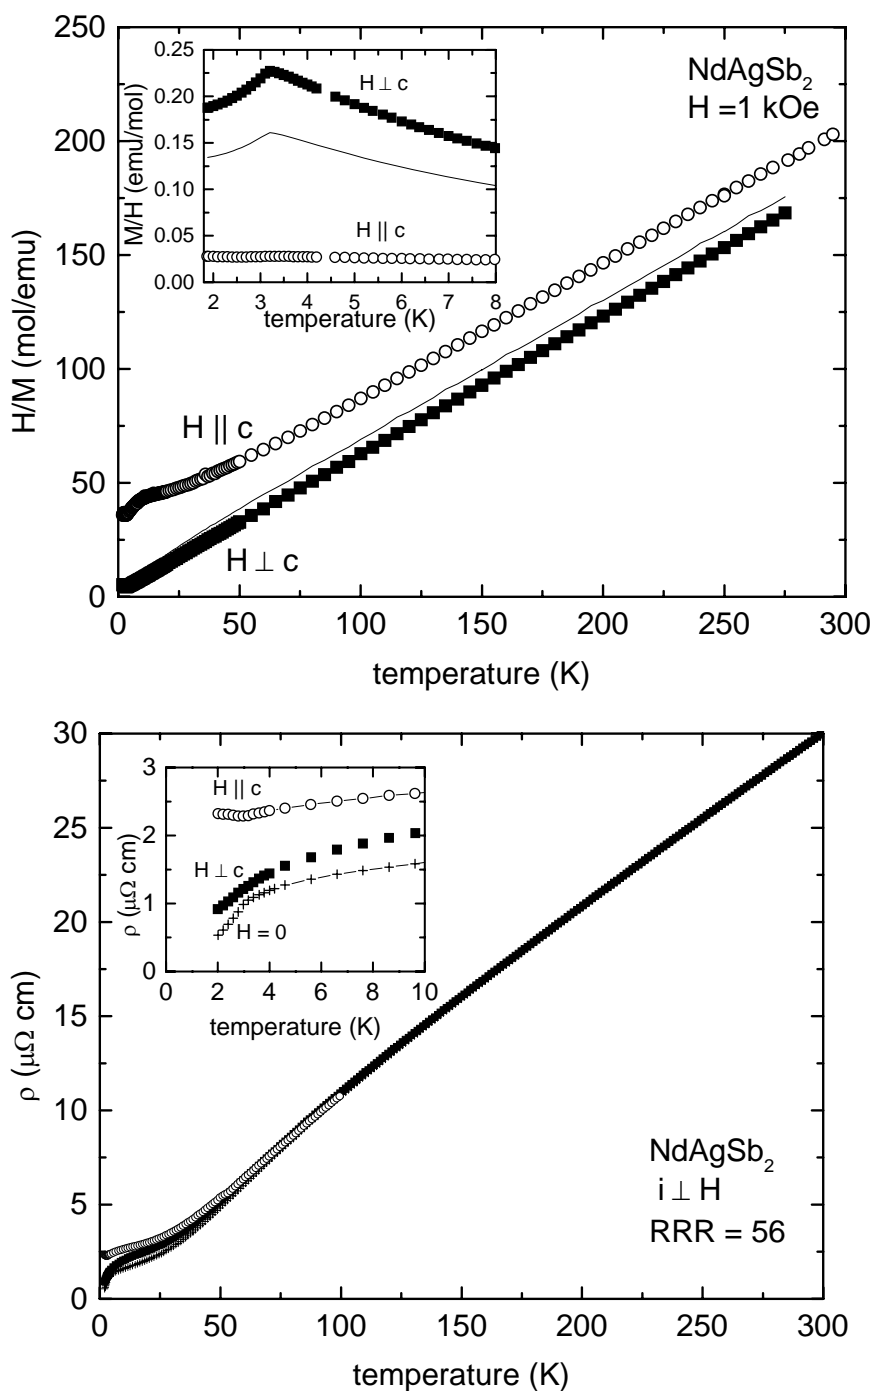 250
200
150
100
50
0
H/M (mol/emu)
0
50
100
150
200
250
300
temperature (K)
NdAgSb₂
H =1 kOe
H || c
H ⊥ c
0.25
0.20
0.15
0.10
0.05
0.00
M/H (emu/mol)
H ⊥ c
H || c
2
3
4
5
6
7
8
temperature (K)
30
25
20
15
10
5
0
ρ (μΩ cm)
0
50
100
150
200
250
300
temperature (K)
3
2
1
0
ρ (μΩ cm)
H || c
H ⊥ c
H = 0
0
2
4
6
8
10
temperature (K)
NdAgSb₂
i ⊥ H
RRR = 56